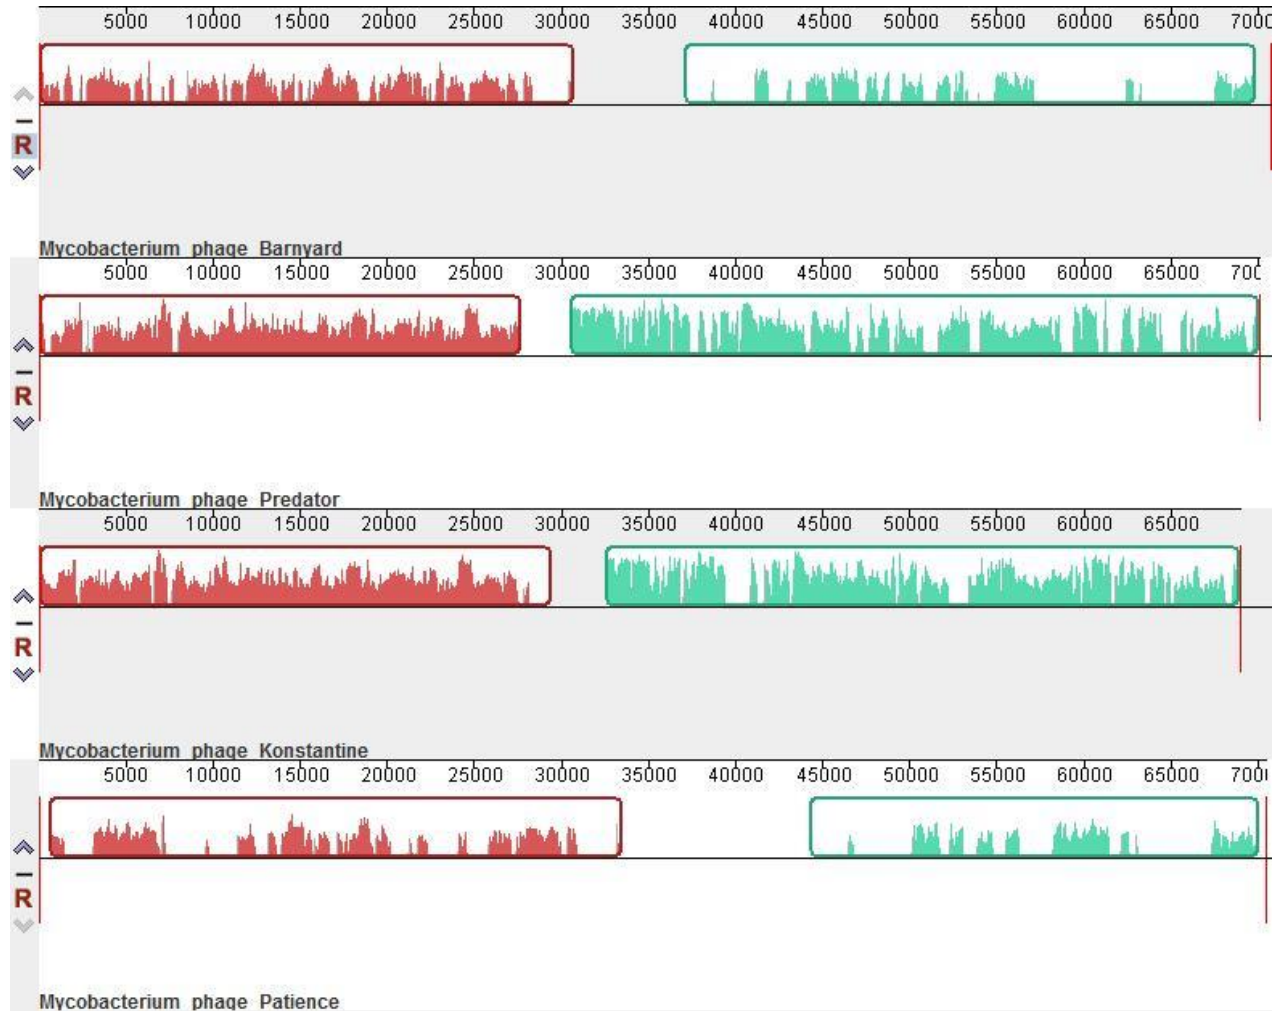 5000 10000 15000 20000 25000 30000 35000 40000 45000 50000 55000 60000 65000 7000
R
Mycobacterium phage Barnyard
5000 10000 15000 20000 25000 30000 35000 40000 45000 50000 55000 60000 65000 700
R
Mycobacterium phage Predator
5000 10000 15000 20000 25000 30000 35000 40000 45000 50000 55000 60000 65000
R
Mycobacterium phage Konstantine
5000 10000 15000 20000 25000 30000 35000 40000 45000 50000 55000 60000 65000 700
R
Mycobacterium phage Patience